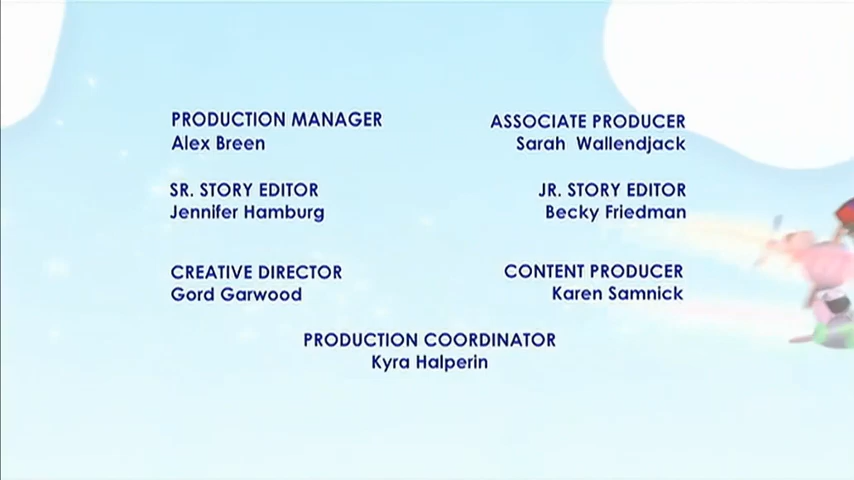 PRODUCTION MANAGER
Alex Breen
ASSOCIATE PRODUCER
Sarah Wallendjack
SR. STORY EDITOR
Jennifer Hamburg
JR. STORY EDITOR
Becky Friedman
CREATIVE DIRECTOR
Gord Garwood
CONTENT PRODUCER
Karen Samnick
PRODUCTION COORDINATOR
Kyra Halperin